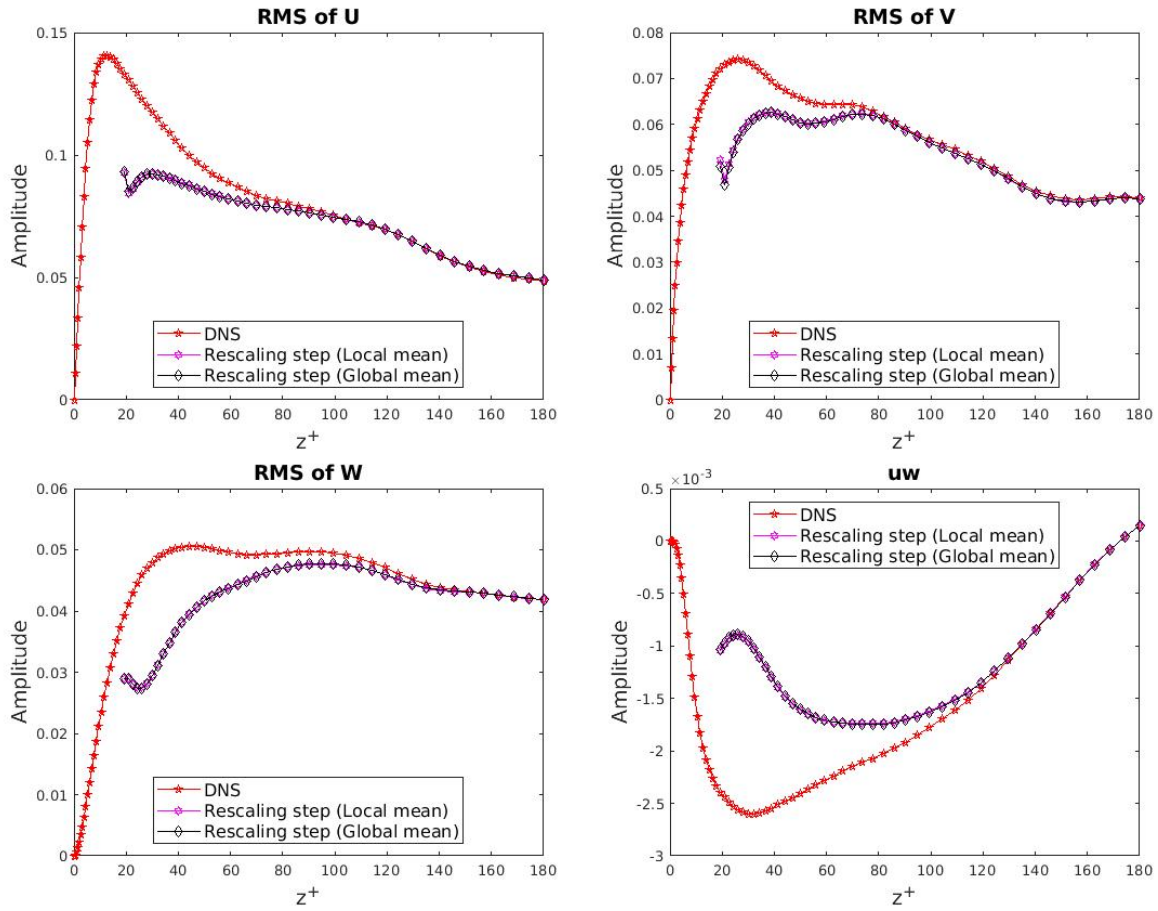 RMS of U
0.15
0.1
0.05
0
Amplitude
DNS
Rescaling step (Local mean)
Rescaling step (Global mean)
0 20 40 60 80 100 120 140 160 180
z⁺
RMS of V
0.08
0.07
0.06
0.05
0.04
0.03
0.02
0.01
0
Amplitude
DNS
Rescaling step (Local mean)
Rescaling step (Global mean)
0 20 40 60 80 100 120 140 160 180
z⁺
RMS of W
0.06
0.05
0.04
0.03
0.02
0.01
0
Amplitude
DNS
Rescaling step (Local mean)
Rescaling step (Global mean)
0 20 40 60 80 100 120 140 160 180
z⁺
uw
×10⁻³
0.5
0
-0.5
-1
-1.5
-2
-2.5
-3
Amplitude
DNS
Rescaling step (Local mean)
Rescaling step (Global mean)
0 20 40 60 80 100 120 140 160 180
z⁺